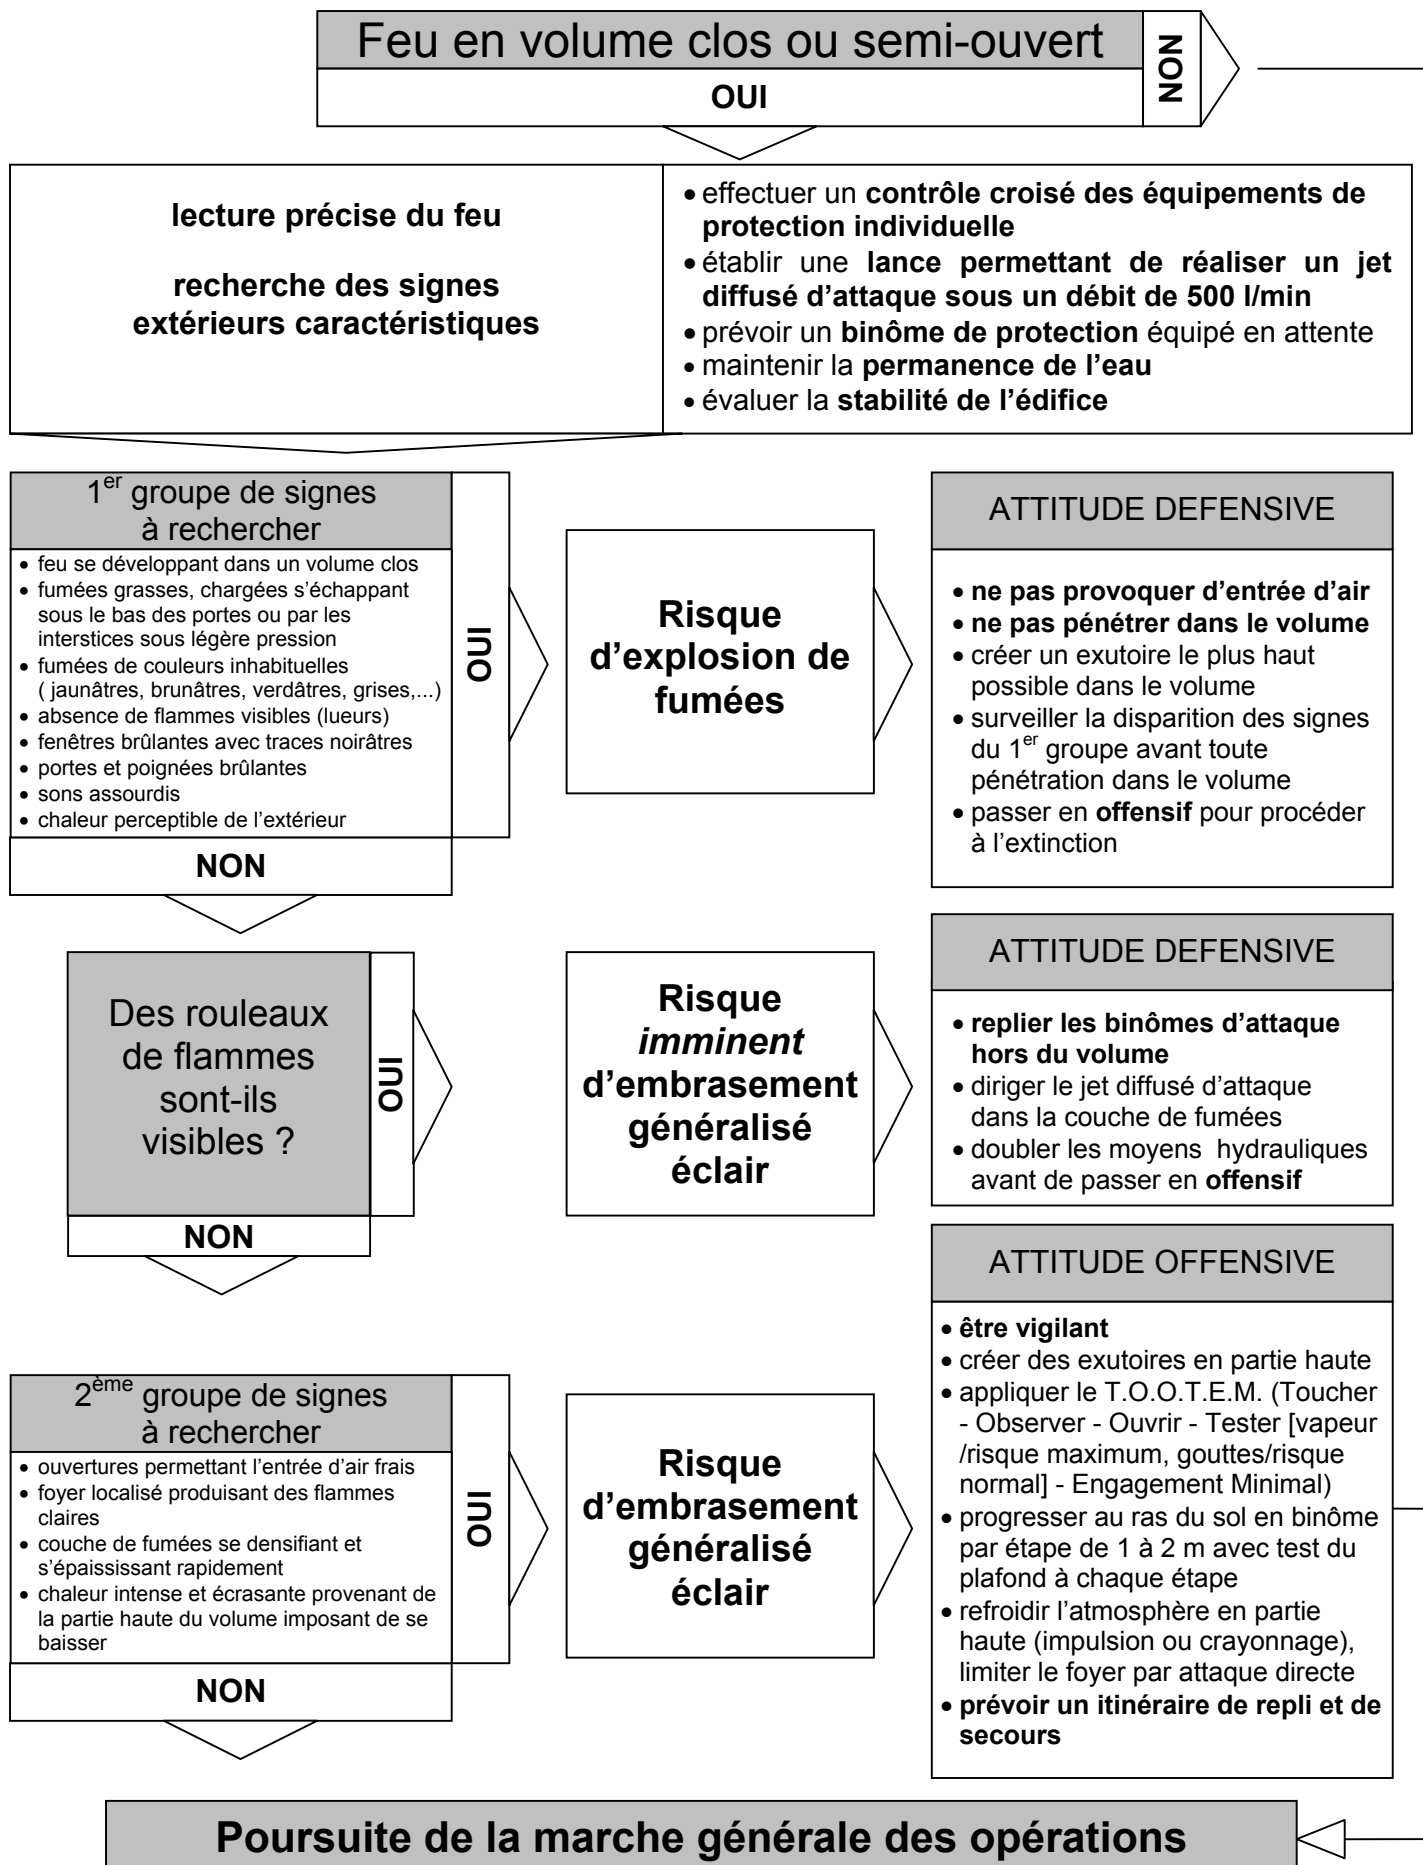 Feu en volume clos ou semi-ouvert
NON
OUI
lecture précise du feu
recherche des signes
extérieurs caractéristiques
• effectuer un contrôle croisé des équipements de
protection individuelle
• établir une lance permettant de réaliser un jet
diffusé d’attaque sous un débit de 500 l/min
• prévoir un binôme de protection équipé en attente
• maintenir la permanence de l’eau
• évaluer la stabilité de l’édifice
1er groupe de signes
à rechercher
• feu se développant dans un volume clos
• fumées grasses, chargées s’échappant
sous le bas des portes ou par les
interstices sous légère pression
• fumées de couleurs inhabituelles
( jaunâtres, brunâtres, verdâtres, grises,...)
• absence de flammes visibles (lueurs)
• fenêtres brûlantes avec traces noirâtres
• portes et poignées brûlantes
• sons assourdis
• chaleur perceptible de l’extérieur
OUI
NON
Risque
d’explosion de
fumées
ATTITUDE DEFENSIVE
• ne pas provoquer d’entrée d’air
• ne pas pénétrer dans le volume
• créer un exutoire le plus haut
possible dans le volume
• surveiller la disparition des signes
du 1er groupe avant toute
pénétration dans le volume
• passer en offensif pour procéder
à l’extinction
Des rouleaux
de flammes
sont-ils
visibles ?
OUI
NON
Risque
imminent
d’embrasement
généralisé
éclair
ATTITUDE DEFENSIVE
• replier les binômes d’attaque
hors du volume
• diriger le jet diffusé d’attaque
dans la couche de fumées
• doubler les moyens hydrauliques
avant de passer en offensif
2ème groupe de signes
à rechercher
• ouvertures permettant l’entrée d’air frais
• foyer localisé produisant des flammes
claires
• couche de fumées se densifiant et
s’épaississant rapidement
• chaleur intense et écrasante provenant de
la partie haute du volume imposant de se
baisser
OUI
NON
Risque
d’embrasement
généralisé
éclair
ATTITUDE OFFENSIVE
• être vigilant
• créer des exutoires en partie haute
• appliquer le T.O.O.T.E.M. (Toucher
- Observer - Ouvrir - Tester [vapeur
/risque maximum, gouttes/risque
normal] - Engagement Minimal)
• progresser au ras du sol en binôme
par étape de 1 à 2 m avec test du
plafond à chaque étape
• refroidir l’atmosphère en partie
haute (impulsion ou crayonnage),
limiter le foyer par attaque directe
• prévoir un itinéraire de repli et de
secours
Poursuite de la marche générale des opérations